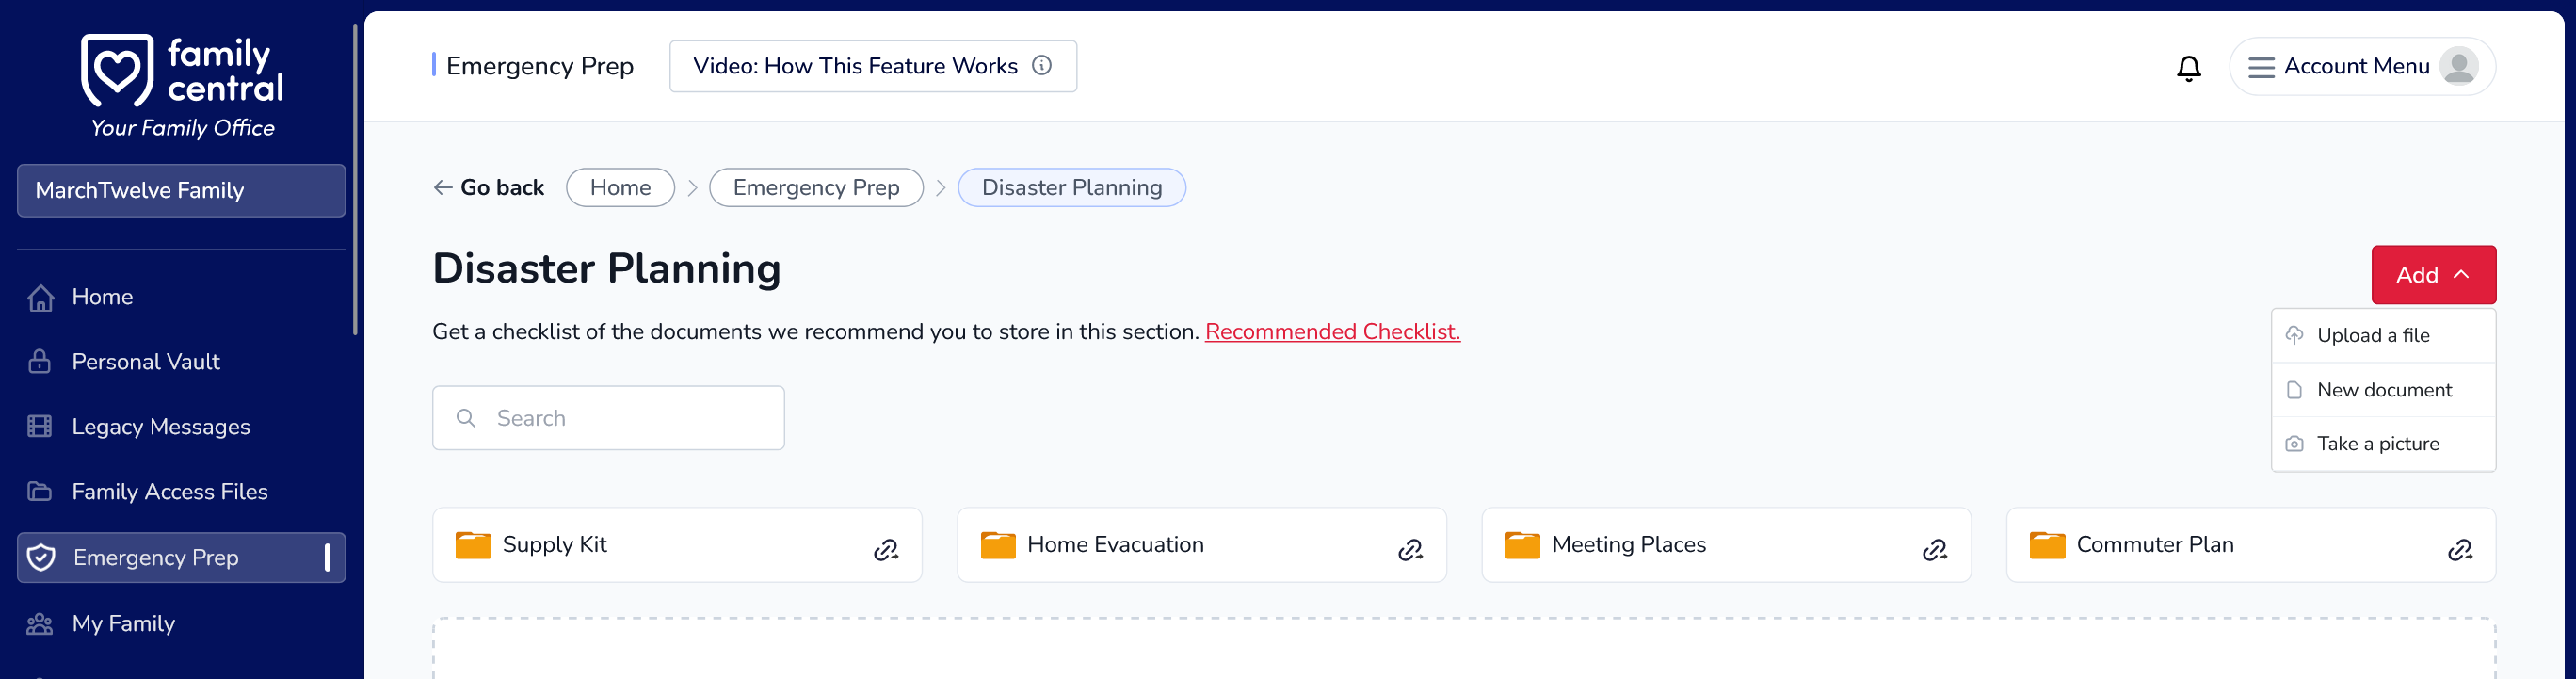 family
central
Your Family Office
MarchTwelve Family
Home
Personal Vault
Legacy Messages
Family Access Files
Emergency Prep
My Family
Emergency Prep
Video: How This Feature Works
Account Menu
Go back
Home
Emergency Prep
Disaster Planning
Disaster Planning
Add
Get a checklist of the documents we recommend you to store in this section. Recommended Checklist.
Upload a file
New document
Take a picture
Search
Supply Kit
Home Evacuation
Meeting Places
Commuter Plan